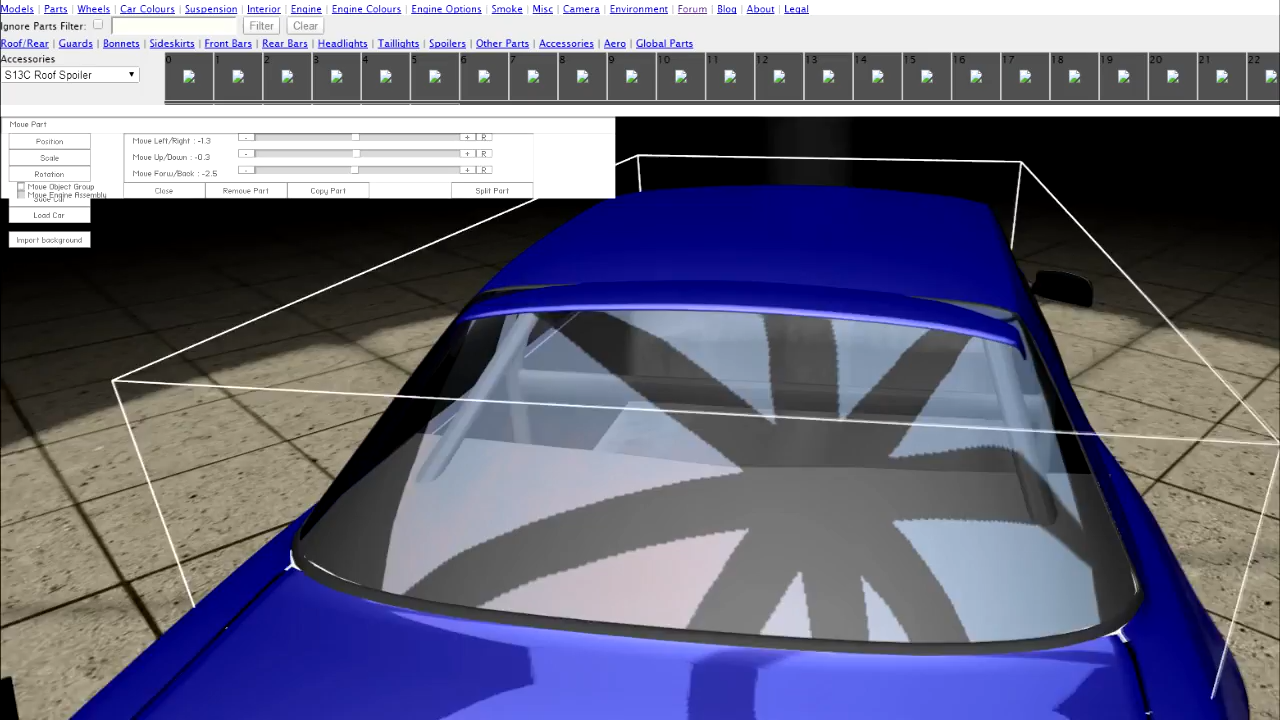 Models Parts Wheels Car Colours Suspension Interior Engine Engine Colours Engine Options Smoke Misc Camera Environment Forum Blog About Legal
Ignore Parts Filter: Filter Clear
Roof/Rear Guards Bonnets Sideskirts Front Bars Rear Bars Headlights Taillights Spoilers Other Parts Accessories Aero Global Parts
Accessories
S13C Roof Spoiler
0 1 2 3 4 5 6 7 8 9 10 11 12 13 14 15 16 17 18 19 20 21 22
Move Part
Position
Scale
Rotation
Move Object Group
Move Engine Assembly
Save Car
Load Car
Import background
Move Left/Right : -1.3 - + R
Move Up/Down : -0.3 - + R
Move Forw/Back : -2.5 - + R
Close Remove Part Copy Part Split Part